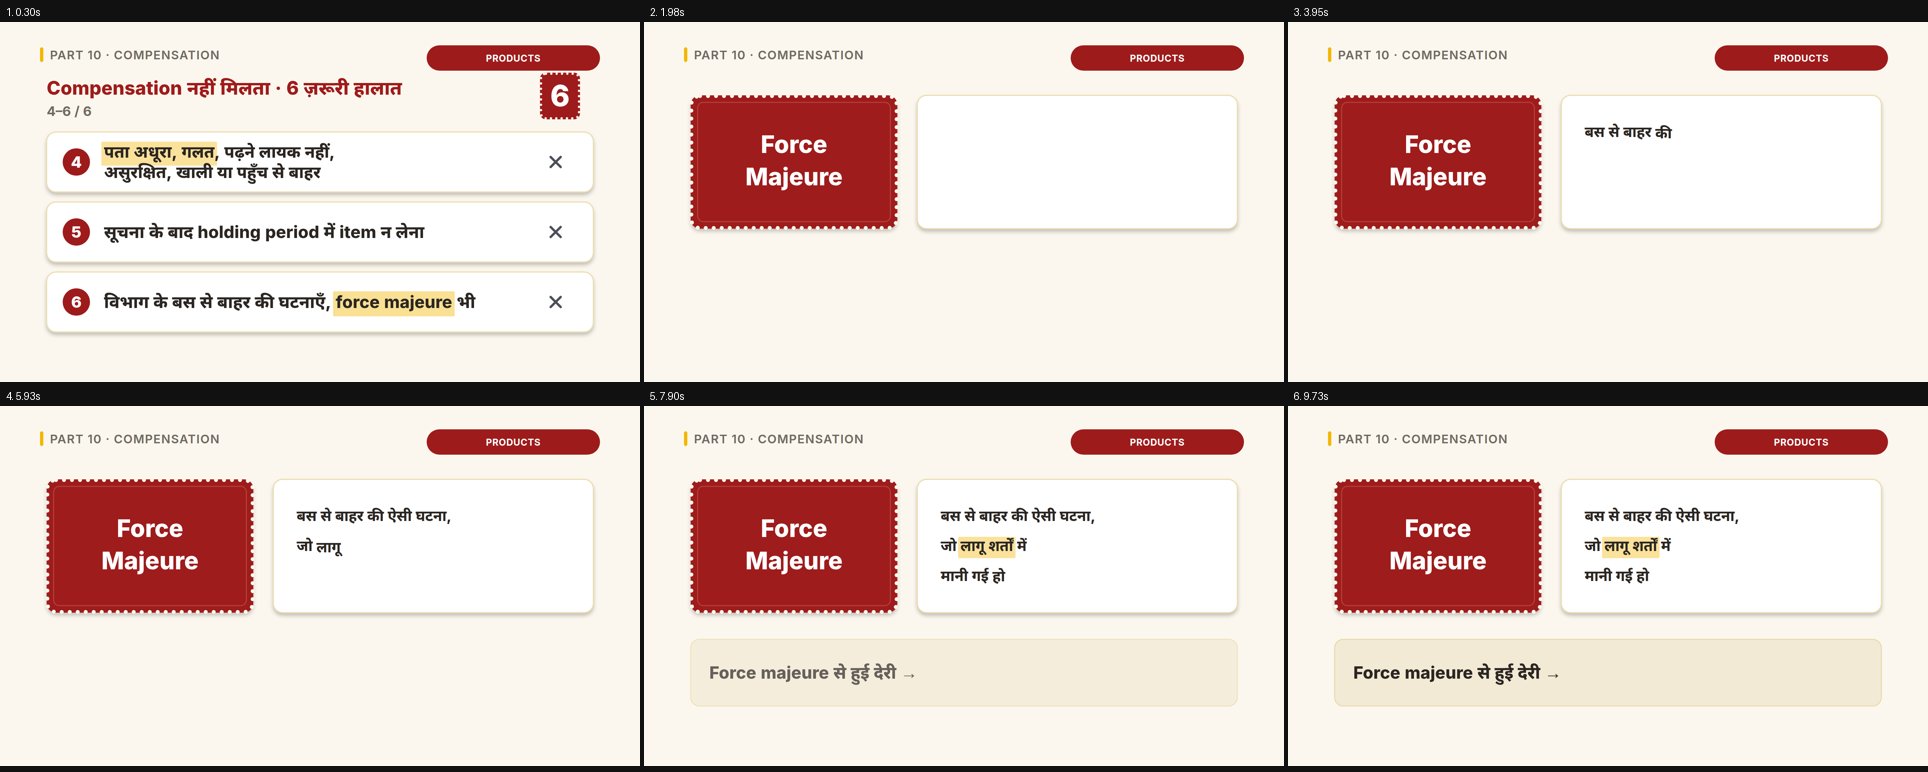 1. 0.30s
PART 10 · COMPENSATION
PRODUCTS
Compensation नहीं मिलता · 6 ज़रूरी हालात
4–6 / 6
6
4
पता अधूरा, गलत, पढ़ने लायक नहीं,
असुरक्षित, खाली या पहुँच से बाहर
✕
5
सूचना के बाद holding period में item न लेना
✕
6
विभाग के बस से बाहर की घटनाएँ, force majeure भी
✕
2. 1.98s
PART 10 · COMPENSATION
PRODUCTS
Force
Majeure
3. 3.95s
PART 10 · COMPENSATION
PRODUCTS
Force
Majeure
बस से बाहर की
4. 5.93s
PART 10 · COMPENSATION
PRODUCTS
Force
Majeure
बस से बाहर की ऐसी घटना,
जो लागू
5. 7.90s
PART 10 · COMPENSATION
PRODUCTS
Force
Majeure
बस से बाहर की ऐसी घटना,
जो लागू शर्तों में
मानी गई हो
Force majeure से हुई देरी →
6. 9.73s
PART 10 · COMPENSATION
PRODUCTS
Force
Majeure
बस से बाहर की ऐसी घटना,
जो लागू शर्तों में
मानी गई हो
Force majeure से हुई देरी →